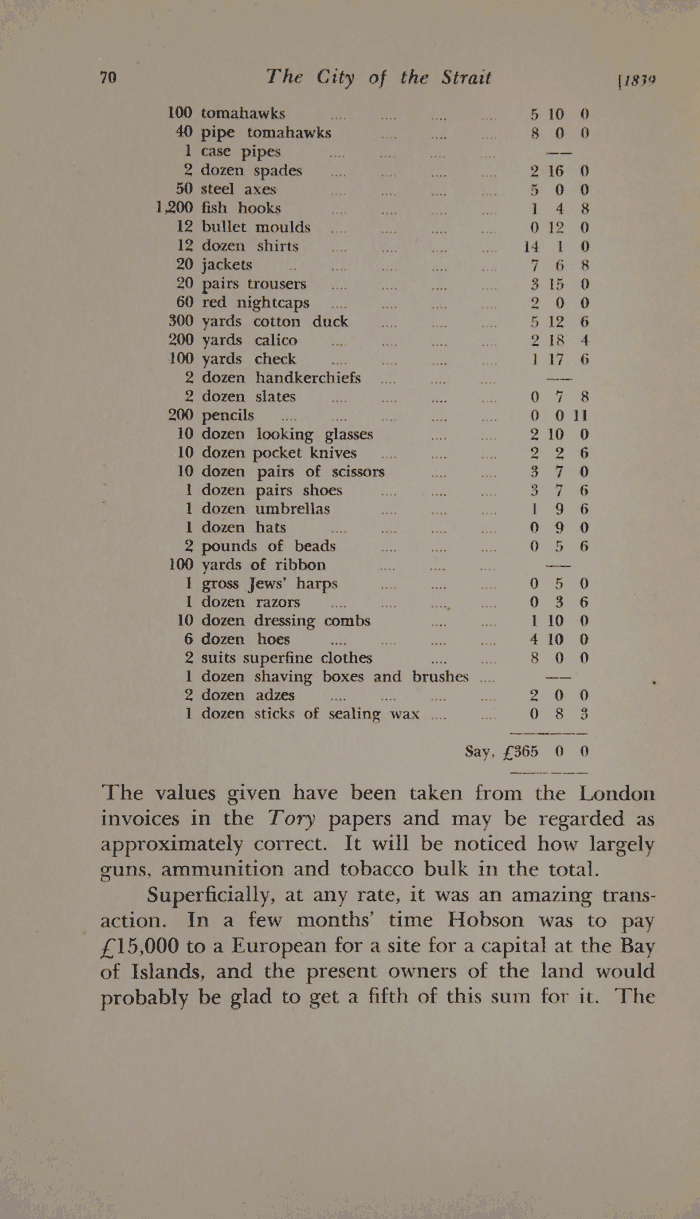 70 The City of the Strait [1839
100 tomahawks .... .... .... .... 5 10 0
40 pipe tomahawks .... .... .... 8 0 0
1 case pipes .... .... .... .... —
2 dozen spades .... .... .... .... 2 16 0
50 steel axes .... .... .... .... 5 0 0
1,200 fish hooks .... .... .... .... 1 4 8
12 bullet moulds .... .... .... .... 0 12 0
12 dozen shirts .... .... .... .... 14 1 0
20 jackets .. .... .... .... .... 7 6 8
20 pairs trousers .... .... .... .... 3 15 0
60 red nightcaps .... .... .... .... 2 0 0
300 yards cotton duck .... .... .... 5 12 6
200 yards calico .... .... .... .... 2 18 4
100 yards check .... .... .... .... 1 17 6
2 dozen handkerchiefs .... .... .... —
2 dozen slates .... .... .... .... 0 7 8
200 pencils .... .... .... .... .... 0 0 11
10 dozen looking glasses .... .... 2 10 0
10 dozen pocket knives .... .... .... 2 2 6
10 dozen pairs of scissors .... .... 3 7 0
1 dozen pairs shoes .... .... .... 3 7 6
1 dozen umbrellas .... .... .... 1 9 6
1 dozen hats .... .... .... .... 0 9 0
2 pounds of beads .... .... .... 0 5 6
100 yards of ribbon .... .... .... —
1 gross Jews' harps .... .... .... 0 5 0
1 dozen razors .... .... .... .... 0 3 6
10 dozen dressing combs .... .... 1 10 0
6 dozen hoes .... .... .... .... 4 10 0
2 suits superfine clothes .... .... 8 0 0
1 dozen shaving boxes and brushes .... —
2 dozen adzes .... .... .... .... 2 0 0
1 dozen sticks of sealing wax .... .... 0 8 3
Say, £365 0 0
The values given have been taken from the London
invoices in the Tory papers and may be regarded as
approximately correct. It will be noticed how largely
guns, ammunition and tobacco bulk in the total.
Superficially, at any rate, it was an amazing trans-
action. In a few months' time Hobson was to pay
£15,000 to a European for a site for a capital at the Bay
of Islands, and the present owners of the land would
probably be glad to get a fifth of this sum for it. The